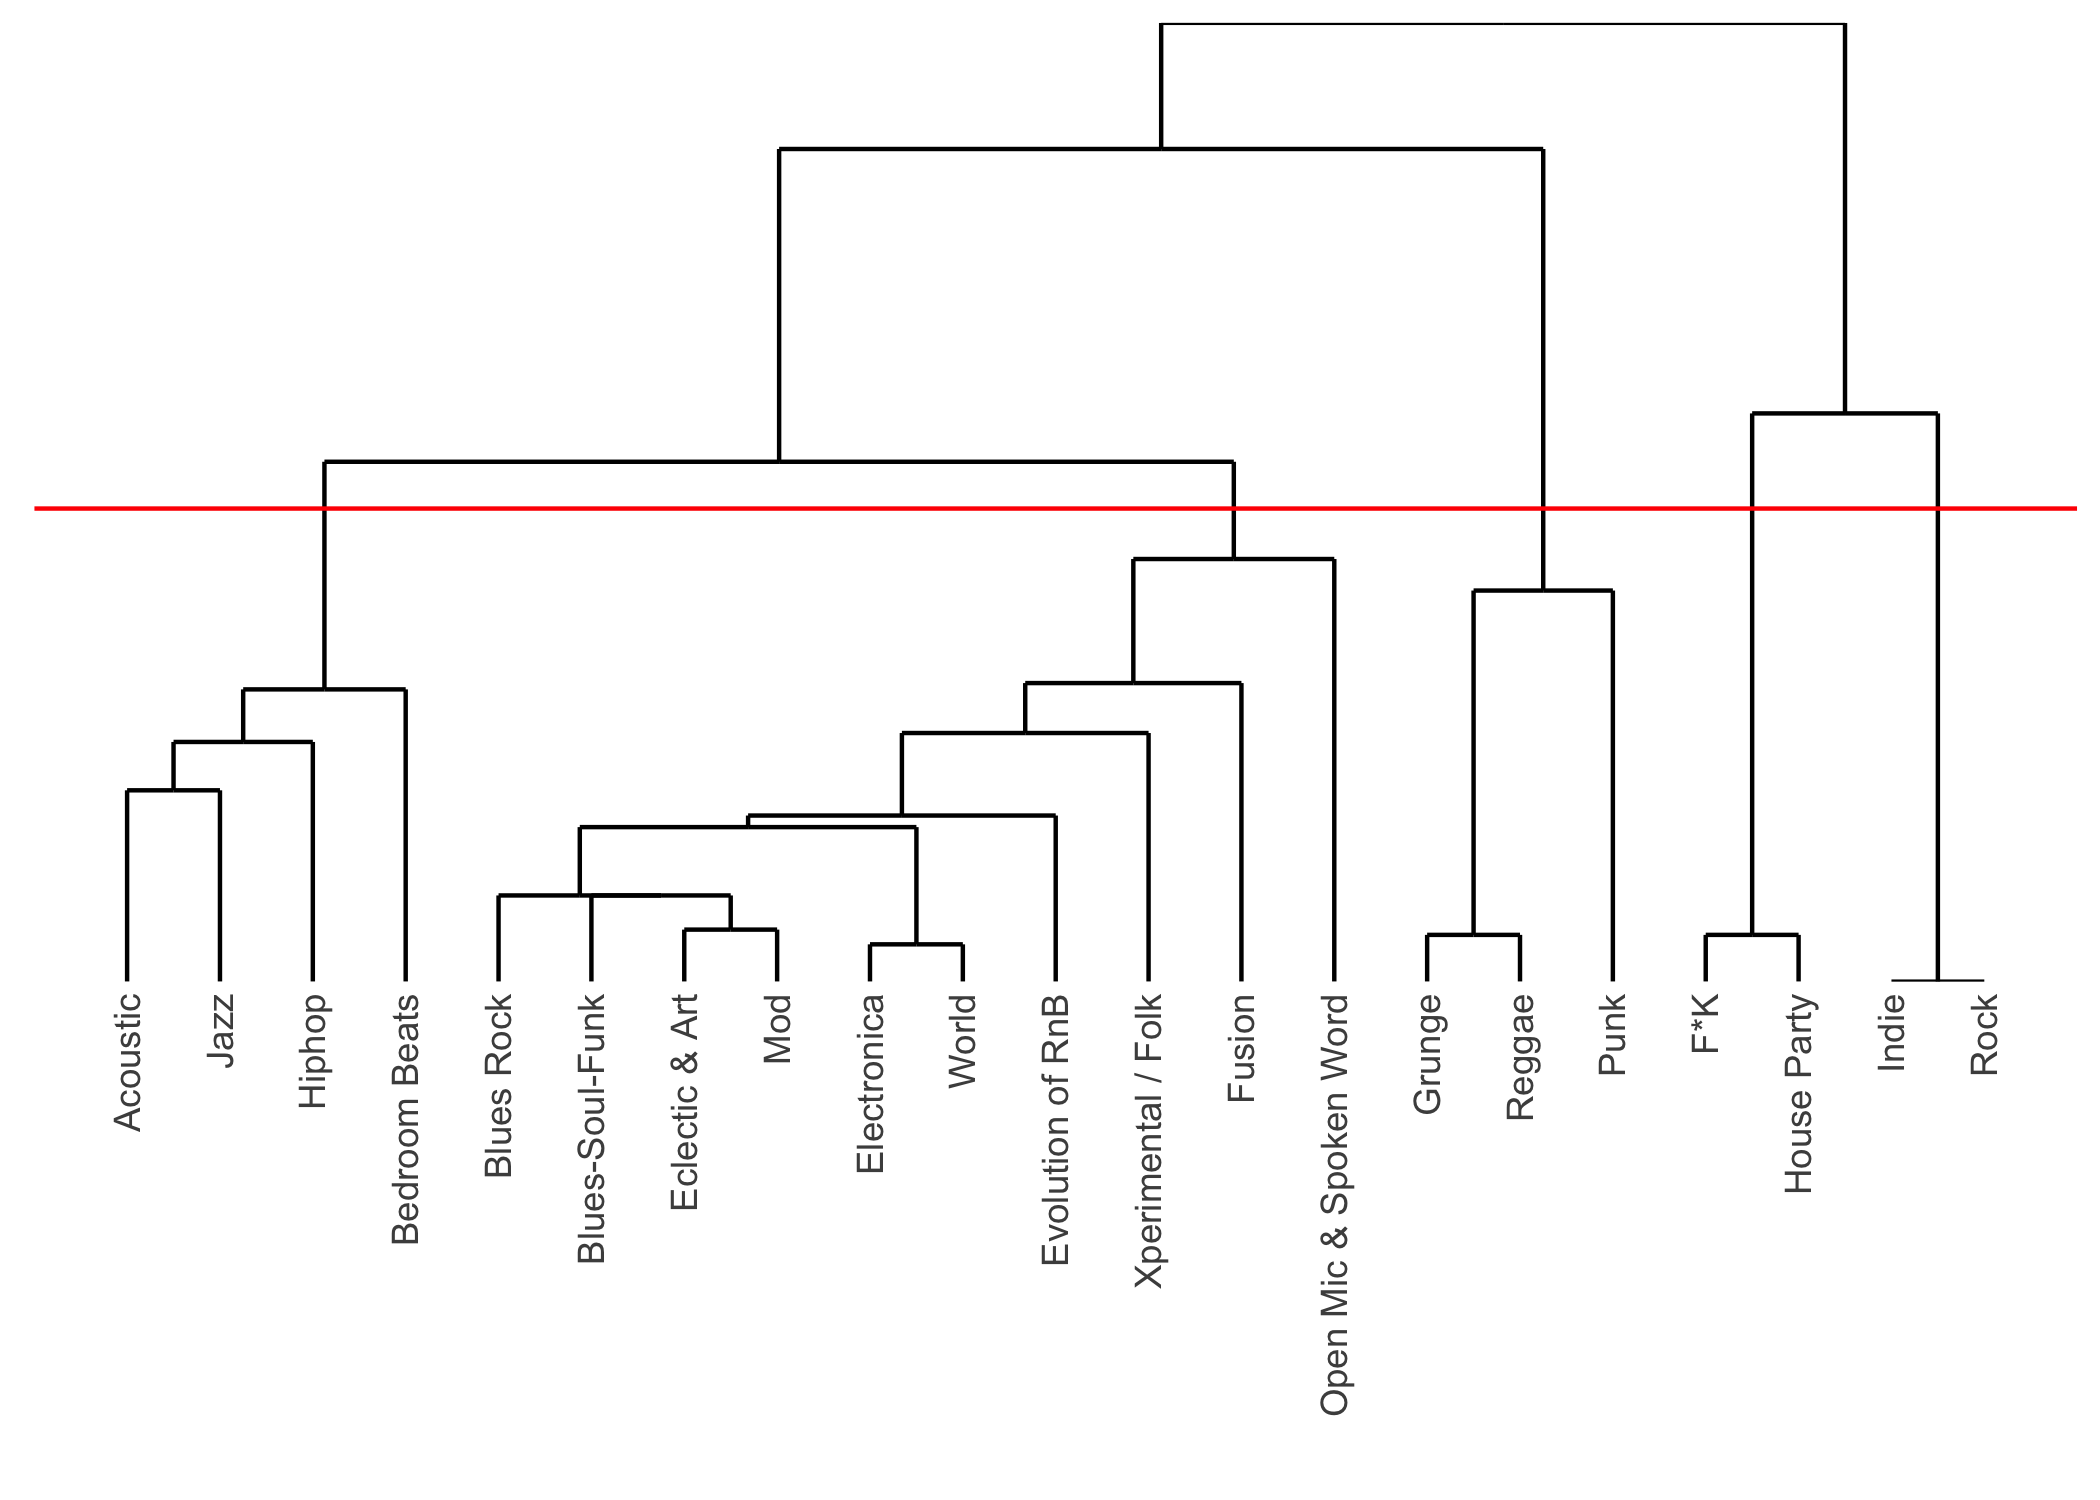 Acoustic
Jazz
Hiphop
Bedroom Beats
Blues Rock
Blues-Soul-Funk
Eclectic & Art
Mod
Electronica
World
Evolution of RnB
Xperimental / Folk
Fusion
Open Mic & Spoken Word
Grunge
Reggae
Punk
F*K
House Party
Indie
Rock